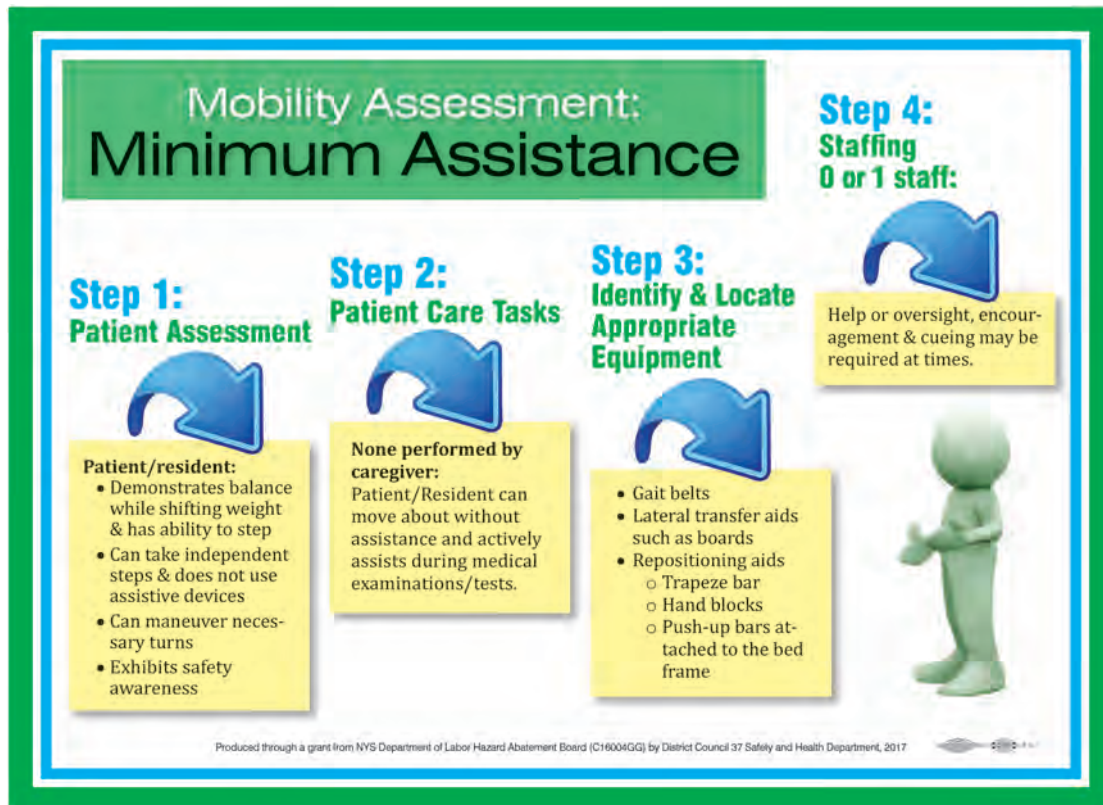 Mobility Assessment:
Minimum Assistance
Step 1:
Patient Assessment
Patient/resident:
• Demonstrates balance
while shifting weight
& has ability to step
• Can take independent
steps & does not use
assistive devices
• Can maneuver neces-
sary turns
• Exhibits safety
awareness
Step 2:
Patient Care Tasks
None performed by
caregiver:
Patient/Resident can
move about without
assistance and actively
assists during medical
examinations/tests.
Step 3:
Identify & Locate
Appropriate
Equipment
• Gait belts
• Lateral transfer aids
such as boards
• Repositioning aids
o Trapeze bar
o Hand blocks
o Push-up bars at-
tached to the bed
frame
Step 4:
Staffing
0 or 1 staff:
Help or oversight, encour-
agement & cueing may be
required at times.
Produced through a grant from NYS Department of Labor Hazard Abatement Board (C16004GG) by District Council 37 Safety and Health Department, 2017